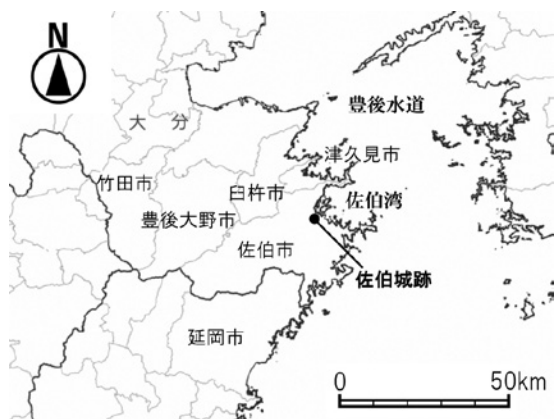 N
豊後水道
大分
津久見市
竹田市
臼杵市
佐伯湾
豊後大野市
佐伯市
佐伯城跡
延岡市
0 50km